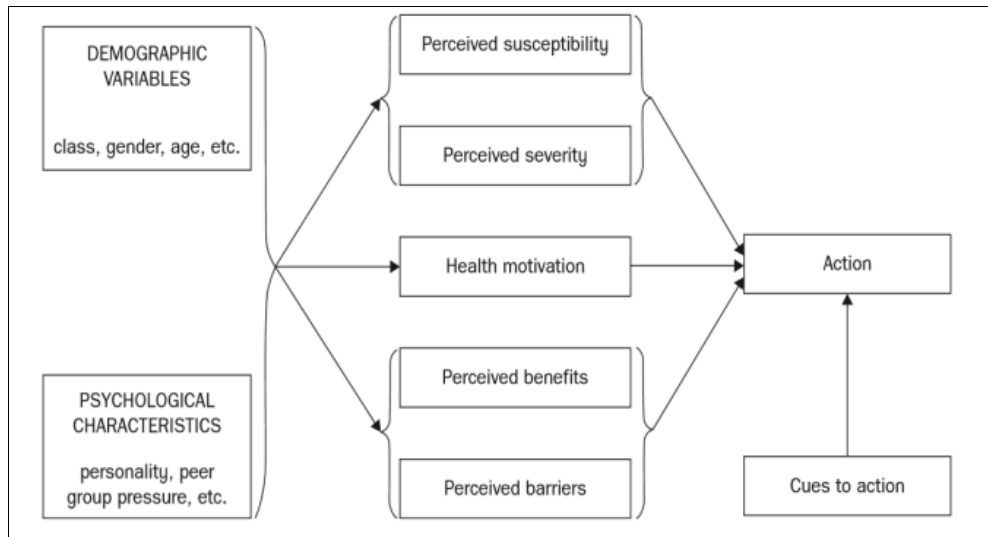 DEMOGRAPHIC
VARIABLES
class, gender, age, etc.
PSYCHOLOGICAL
CHARACTERISTICS
personality, peer
group pressure, etc.
Perceived susceptibility
Perceived severity
Health motivation
Perceived benefits
Perceived barriers
Action
Cues to action